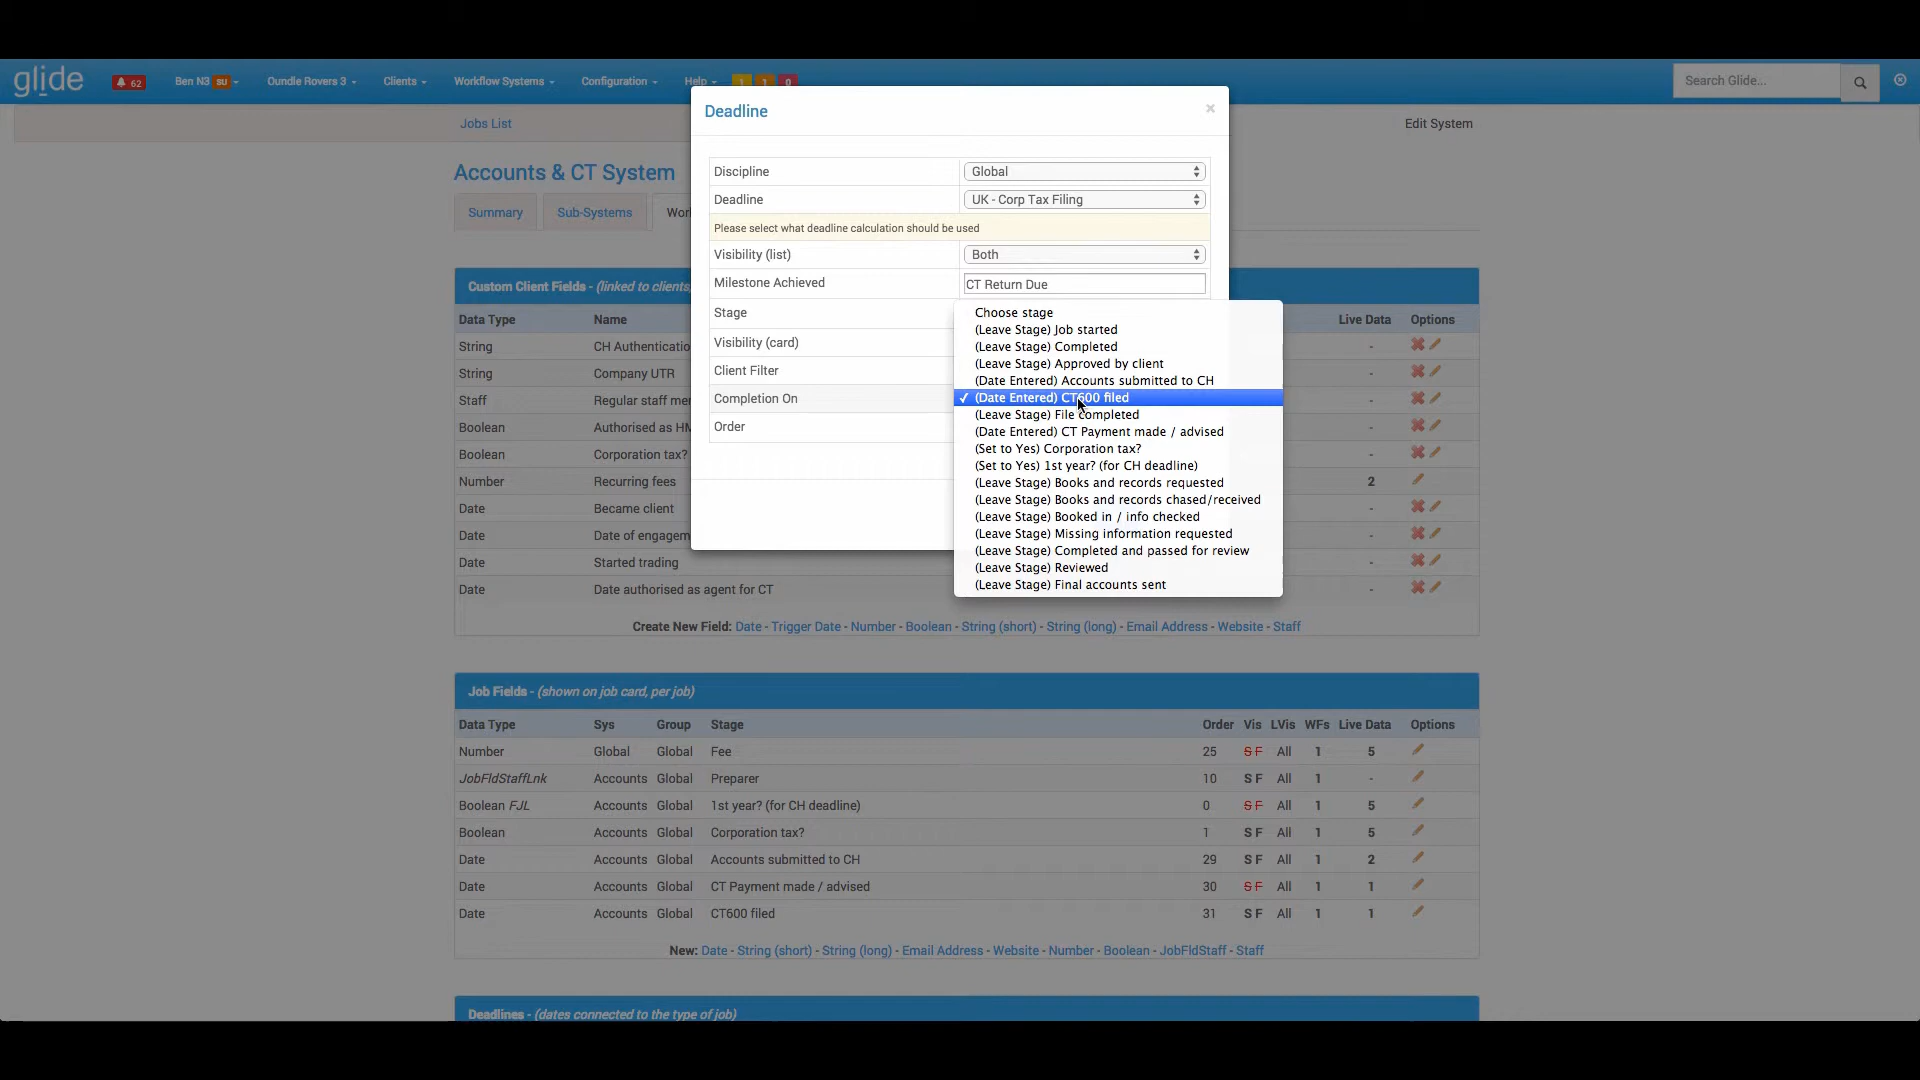 glide
62
Ben N3 SU
Oundle Rovers 3
Clients
Workflow Systems
Configuration
Help
1 1 0
Search Glide...
Jobs List
Edit System
Accounts & CT System
Summary
Sub-Systems
Wor
Deadline
×
Discipline Global
Deadline UK - Corp Tax Filing
Please select what deadline calculation should be used
Visibility (list) Both
Milestone Achieved CT Return Due
Stage
Visibility (card)
Client Filter
Completion On
Order
Choose stage
(Leave Stage) Job started
(Leave Stage) Completed
(Leave Stage) Approved by client
(Date Entered) Accounts submitted to CH
✓ (Date Entered) CT600 filed
(Leave Stage) File completed
(Date Entered) CT Payment made / advised
(Set to Yes) Corporation tax?
(Set to Yes) 1st year? (for CH deadline)
(Leave Stage) Books and records requested
(Leave Stage) Books and records chased/received
(Leave Stage) Booked in / info checked
(Leave Stage) Missing information requested
(Leave Stage) Completed and passed for review
(Leave Stage) Reviewed
(Leave Stage) Final accounts sent
Custom Client Fields - (linked to clients,
Data Type Name Live Data Options
String CH Authenticatio -
String Company UTR -
Staff Regular staff mem -
Boolean Authorised as HM -
Boolean Corporation tax? -
Number Recurring fees 2
Date Became client -
Date Date of engagem -
Date Started trading -
Date Date authorised as agent for CT -
Create New Field: Date - Trigger Date - Number - Boolean - String (short) - String (long) - Email Address - Website - Staff
Job Fields - (shown on job card, per job)
Data Type Sys Group Stage Order Vis LVis WFs Live Data Options
Number Global Global Fee 25 S F All 1 5
JobFldStaffLnk Accounts Global Preparer 10 S F All 1 -
Boolean FJL Accounts Global 1st year? (for CH deadline) 0 S F All 1 5
Boolean Accounts Global Corporation tax? 1 S F All 1 5
Date Accounts Global Accounts submitted to CH 29 S F All 1 2
Date Accounts Global CT Payment made / advised 30 S F All 1 1
Date Accounts Global CT600 filed 31 S F All 1 1
New: Date - String (short) - String (long) - Email Address - Website - Number - Boolean - JobFldStaff - Staff
Deadlines - (dates connected to the type of job)